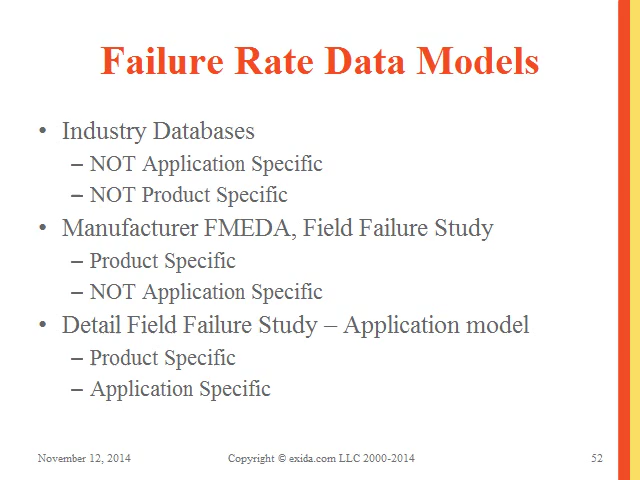 Failure Rate Data Models
• Industry Databases
– NOT Application Specific
– NOT Product Specific
• Manufacturer FMEDA, Field Failure Study
– Product Specific
– NOT Application Specific
• Detail Field Failure Study – Application model
– Product Specific
– Application Specific
November 12, 2014 Copyright © exida.com LLC 2000-2014 52